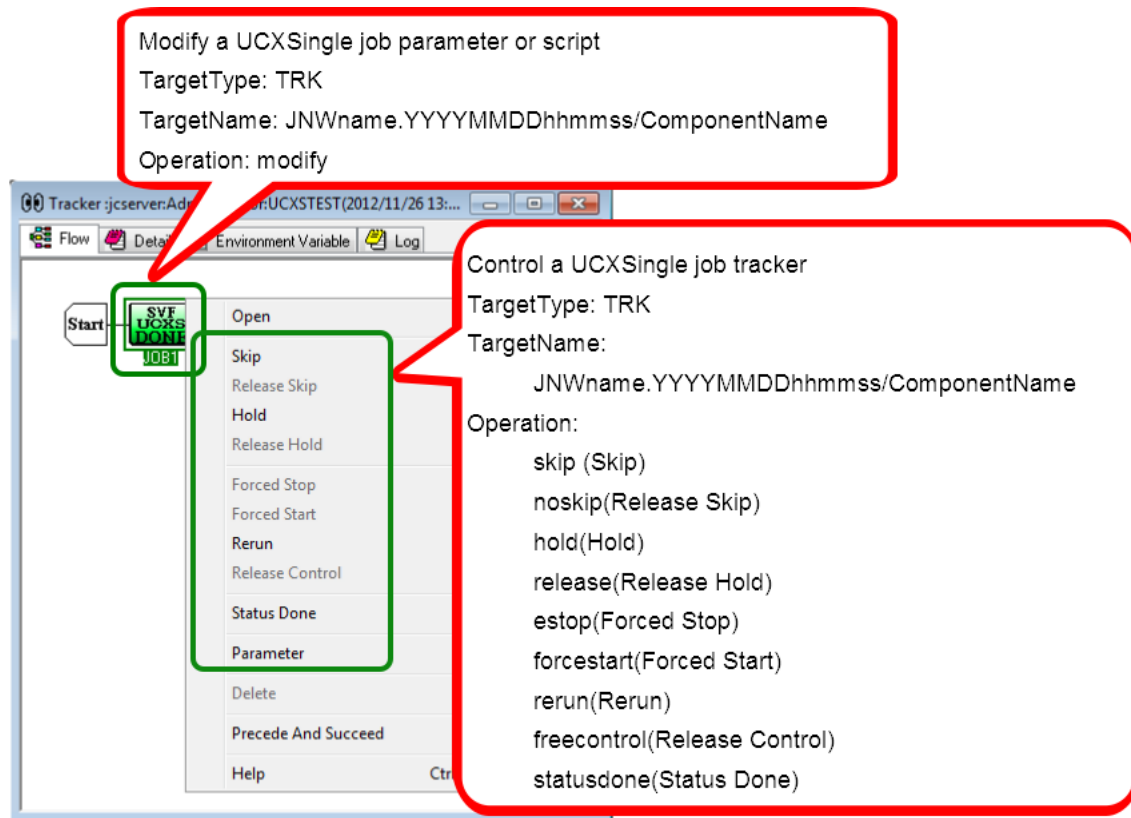 Modify a UCXSingle job parameter or script
TargetType: TRK
TargetName: JNWname.YYYYMMDDhhmmss/ComponentName
Operation: modify
Tracker :jcserver:Ad r:UCXSTEST(2012/11/26 13:...
Flow Detai Environment Variable Log
Start
SVF
UCXS
DONE
JOB1
Open
Skip
Release Skip
Hold
Release Hold
Forced Stop
Forced Start
Rerun
Release Control
Status Done
Parameter
Delete
Precede And Succeed
Help Ctr
Control a UCXSingle job tracker
TargetType: TRK
TargetName:
JNWname.YYYYMMDDhhmmss/ComponentName
Operation:
skip (Skip)
noskip(Release Skip)
hold(Hold)
release(Release Hold)
estop(Forced Stop)
forcestart(Forced Start)
rerun(Rerun)
freecontrol(Release Control)
statusdone(Status Done)